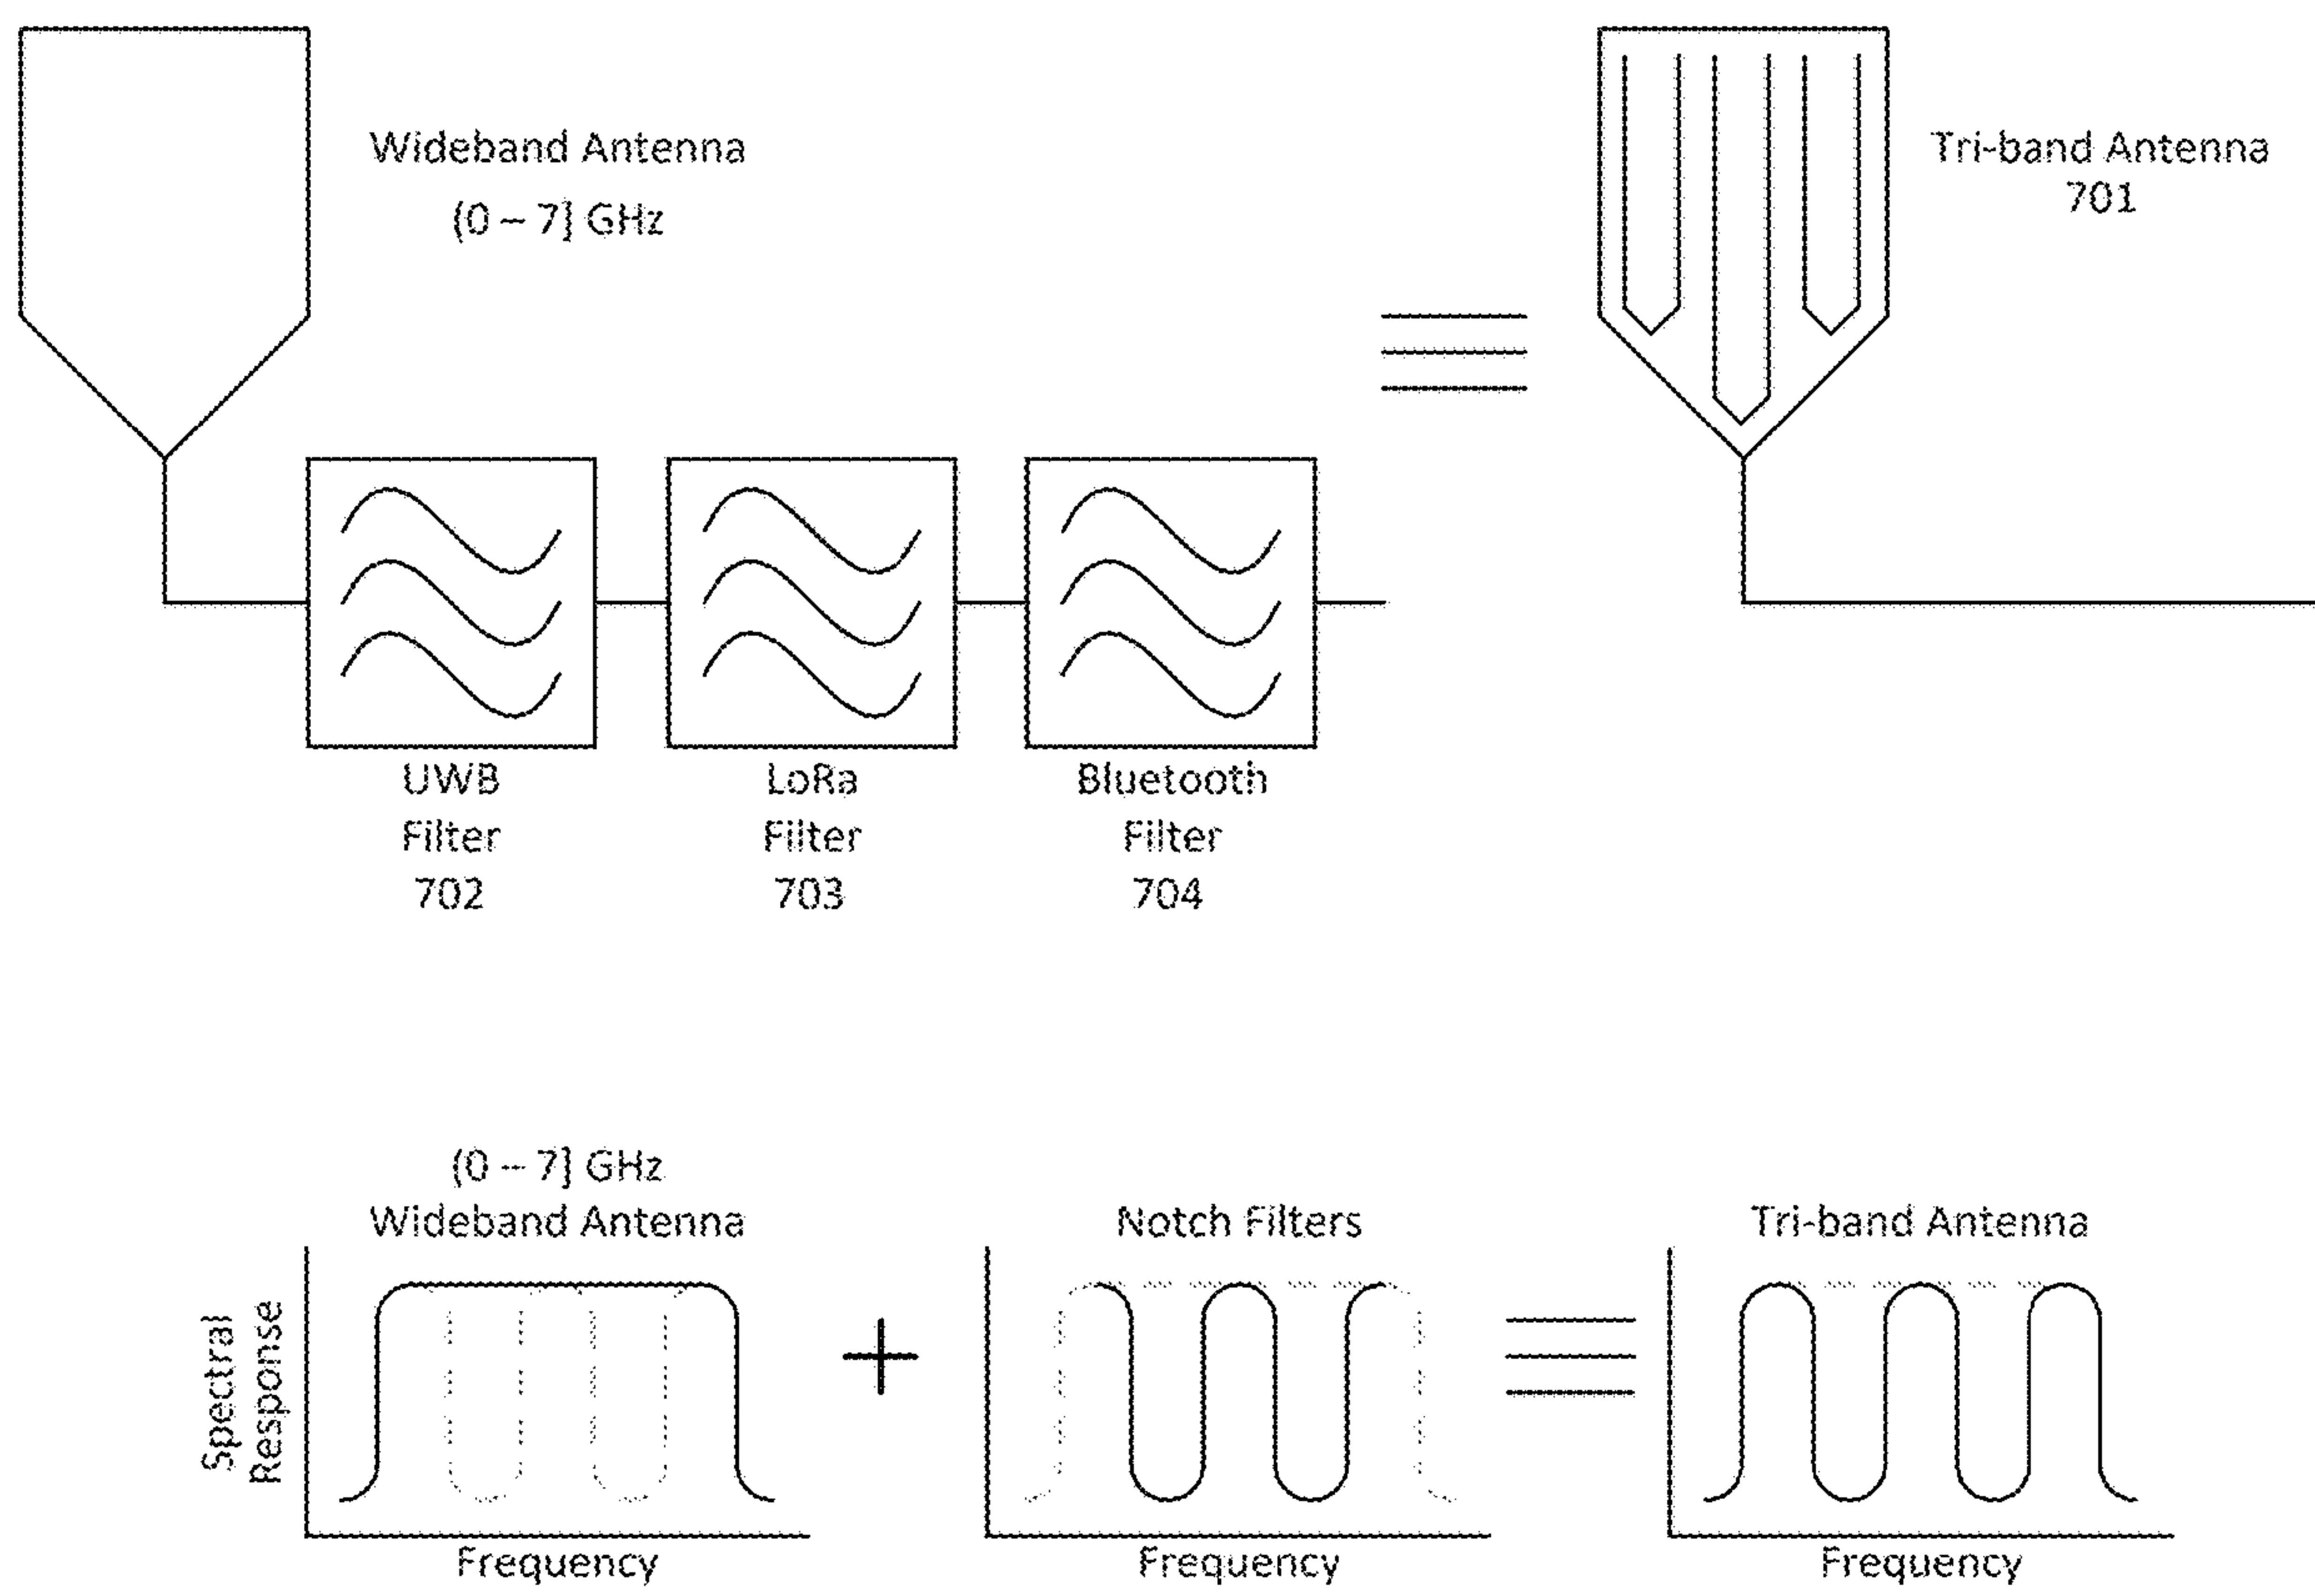 Wideband Antenna
(0 – 7] GHz
Tri-band Antenna
701
UWB
Filter
702
LoRa
Filter
703
Bluetooth
Filter
704
(0 – 7] GHz
Wideband Antenna
Notch Filters
Tri-band Antenna
Spectral
Response
Frequency
Frequency
Frequency